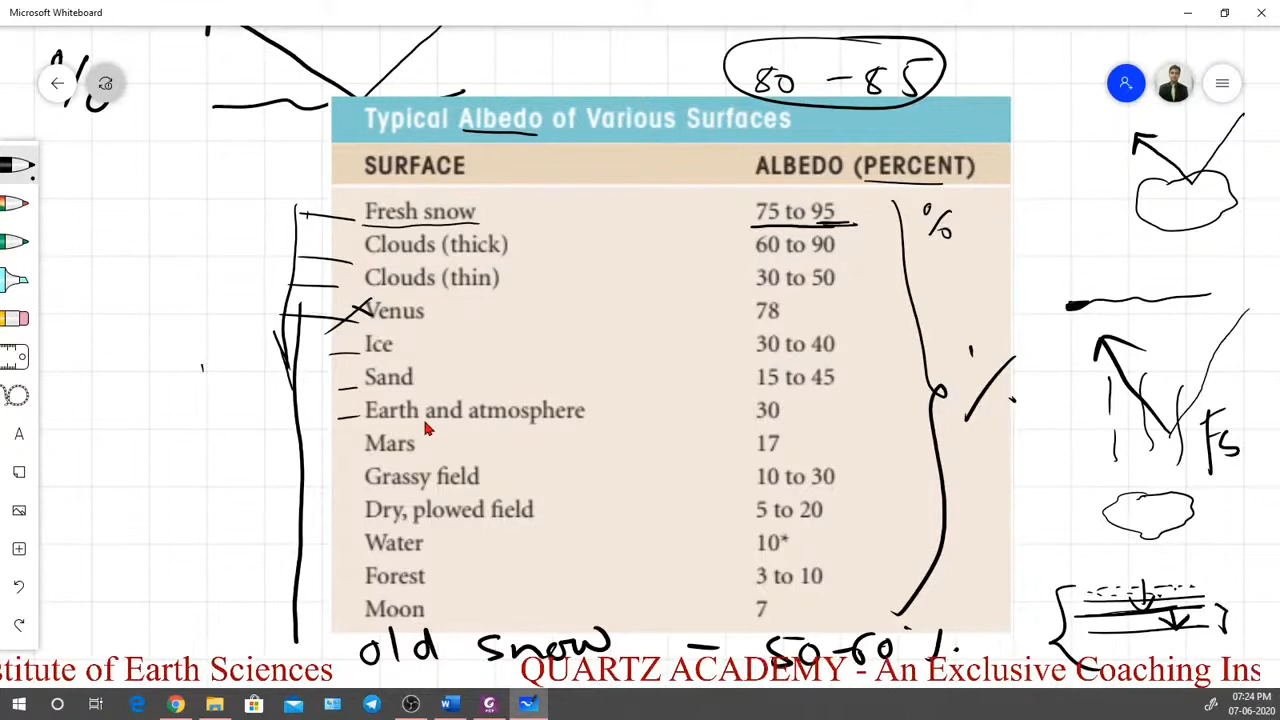 Microsoft Whiteboard
%
80 - 85
Typical Albedo of Various Surfaces
SURFACE ALBEDO (PERCENT)
Fresh snow 75 to 95
%
Clouds (thick) 60 to 90
Clouds (thin) 30 to 50
Venus 78
Ice 30 to 40
Sand 15 to 45
Earth and atmosphere 30
%
Mars 17
Fs
Grassy field 10 to 30
Dry, plowed field 5 to 20
Water 10*
Forest 3 to 10
Moon 7
old snow - 50-60%
stitute of Earth Sciences QUARTZ ACADEMY - An Exclusive Coaching Ins
07:24 PM
07-06-2020